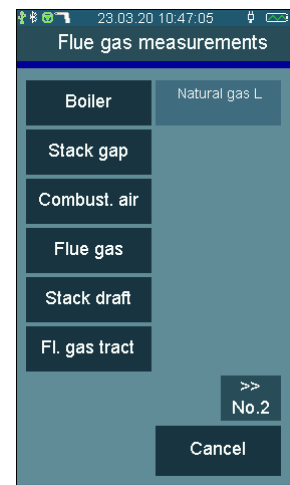 23.03.20 10:47:05
Flue gas measurements
Boiler
Natural gas L
Stack gap
Combust. air
Flue gas
Stack draft
Fl. gas tract
>>
No.2
Cancel